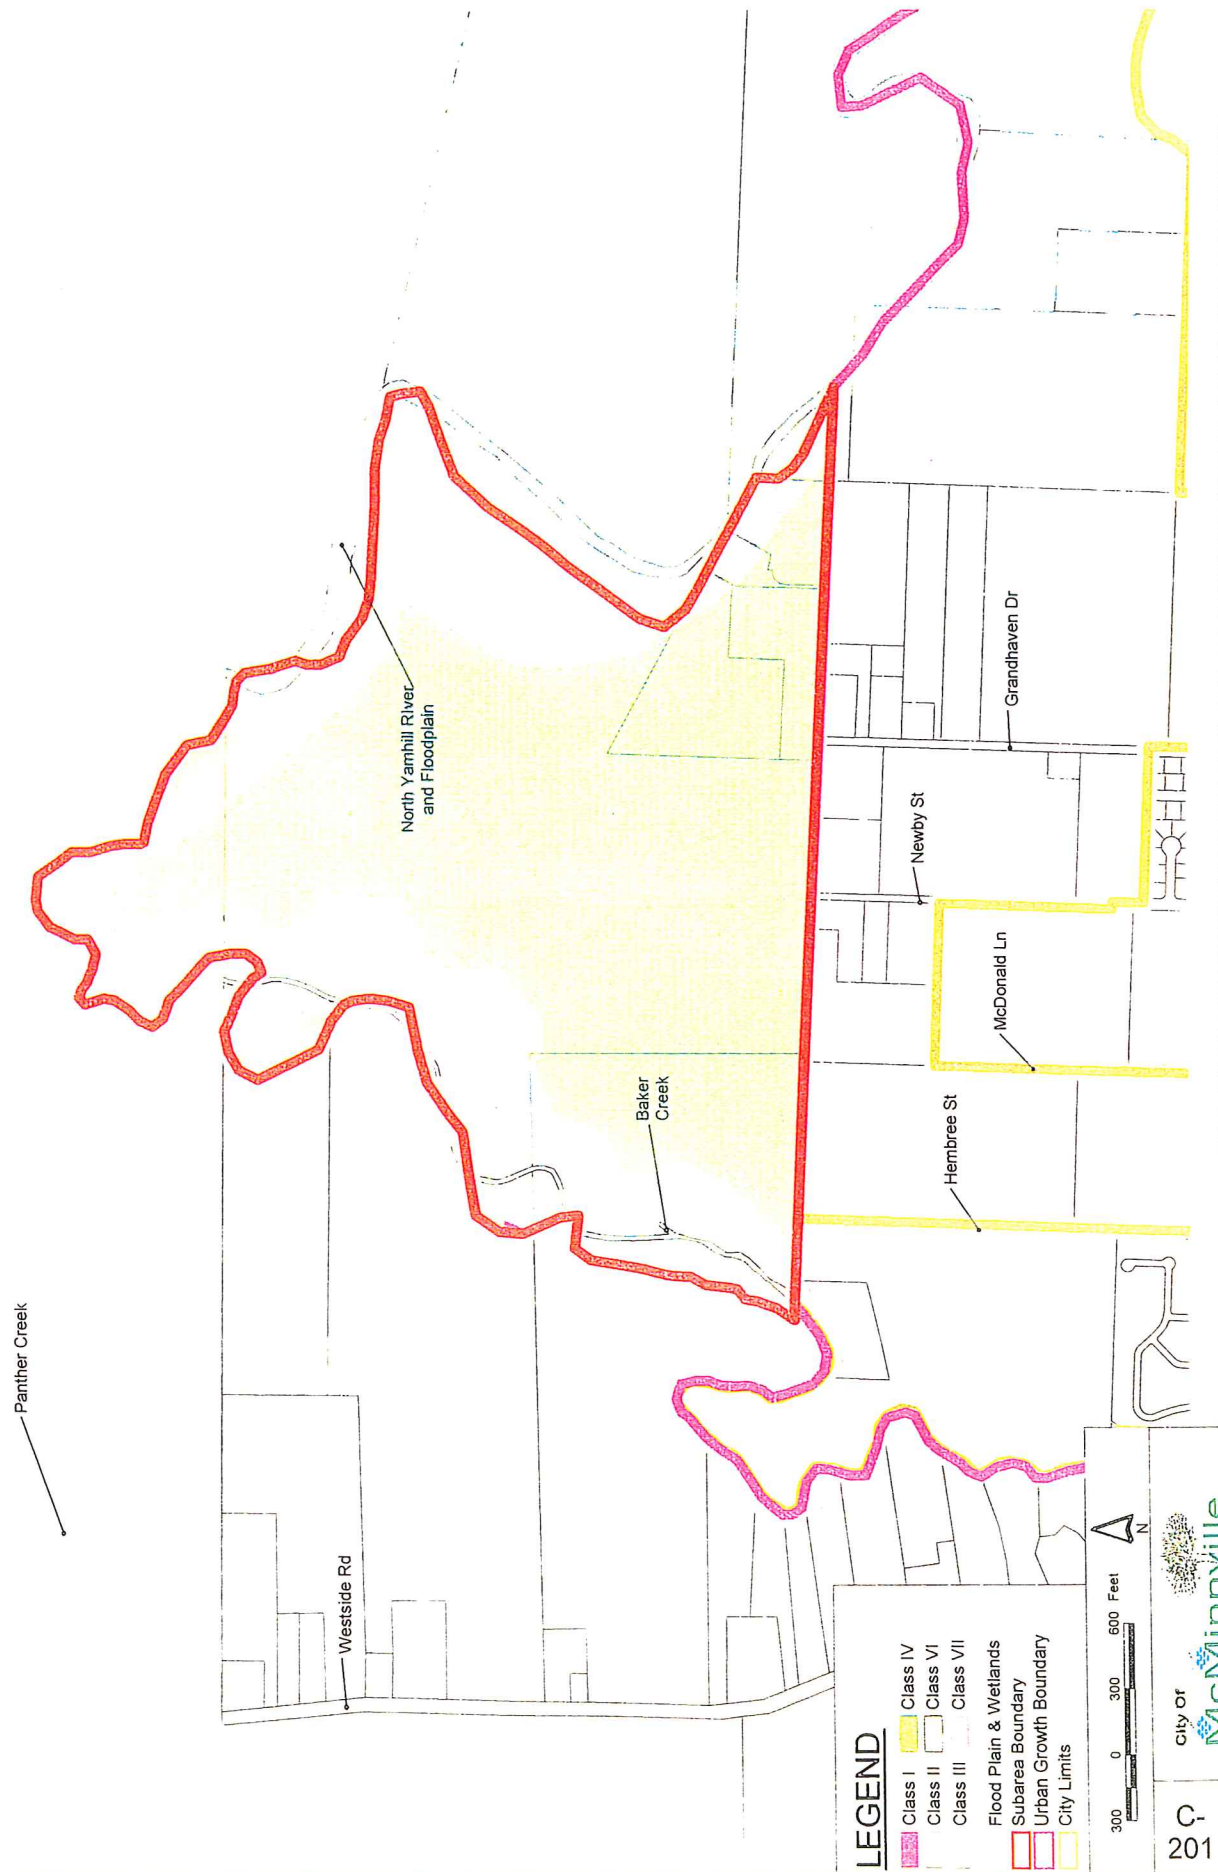 Panther Creek
Westside Rd
North Yamhill River
and Floodplain
Baker
Creek
Hembree St
McDonald Ln
Newby St
Grandhaven Dr
LEGEND
Class I
Class IV
Class II
Class VI
Class III
Class VII
Flood Plain & Wetlands
Subarea Boundary
Urban Growth Boundary
City Limits
300 0 300 600 Feet
N
City Of
McMinnville
C-
201